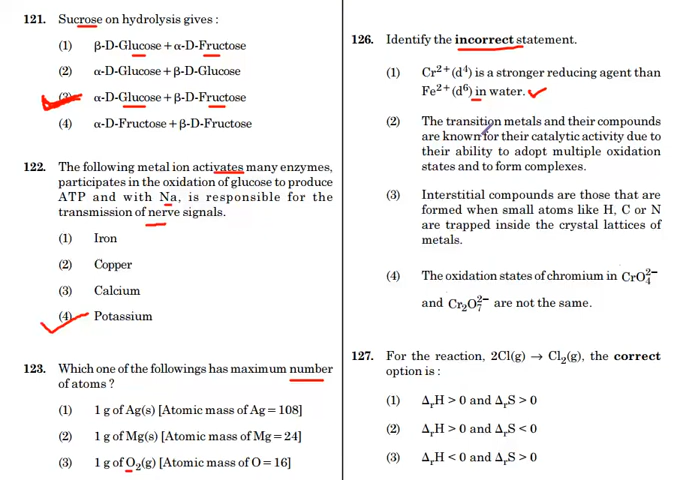 121. Sucrose on hydrolysis gives :
(1) β-D-Glucose + α-D-Fructose
(2) α-D-Glucose + β-D-Glucose
(3) α-D-Glucose + β-D-Fructose
(4) α-D-Fructose + β-D-Fructose
122. The following metal ion activates many enzymes,
participates in the oxidation of glucose to produce
ATP and with Na, is responsible for the
transmission of nerve signals.
(1) Iron
(2) Copper
(3) Calcium
(4) Potassium
123. Which one of the followings has maximum number
of atoms ?
(1) 1 g of Ag(s) [Atomic mass of Ag = 108]
(2) 1 g of Mg(s) [Atomic mass of Mg = 24]
(3) 1 g of O₂(g) [Atomic mass of O = 16]
126. Identify the incorrect statement.
(1) Cr²⁺(d⁴) is a stronger reducing agent than
Fe²⁺(d⁶) in water.
(2) The transition metals and their compounds
are known for their catalytic activity due to
their ability to adopt multiple oxidation
states and to form complexes.
(3) Interstitial compounds are those that are
formed when small atoms like H, C or N
are trapped inside the crystal lattices of
metals.
(4) The oxidation states of chromium in CrO₄²⁻
and Cr₂O₇²⁻ are not the same.
127. For the reaction, 2Cl(g) → Cl₂(g), the correct
option is :
(1) ΔᵣH > 0 and ΔᵣS > 0
(2) ΔᵣH > 0 and ΔᵣS < 0
(3) ΔᵣH < 0 and ΔᵣS > 0